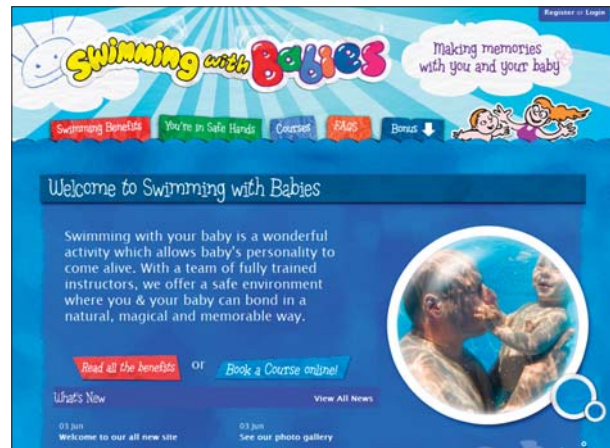 Register or Login
Swimming with Babies
Making memories
with you and your baby
Swimming Benefits
You're in Safe Hands
Courses
FAQs
Bonus
Welcome to Swimming with Babies
Swimming with your baby is a wonderful
activity which allows baby's personality to
come alive. With a team of fully trained
instructors, we offer a safe environment
where you & your baby can bond in a
natural, magical and memorable way.
Read all the benefits or Book a Course online!
What's New
View All News
03 Jun
Welcome to our all new site
03 Jun
See our photo gallery